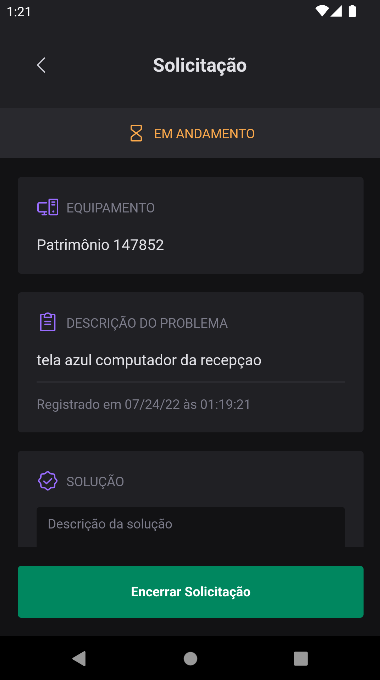 1:21
Solicitação
EM ANDAMENTO
EQUIPAMENTO
Patrimônio 147852
DESCRIÇÃO DO PROBLEMA
tela azul computador da recepçao
Registrado em 07/24/22 às 01:19:21
SOLUÇÃO
Descrição da solução
Encerrar Solicitação